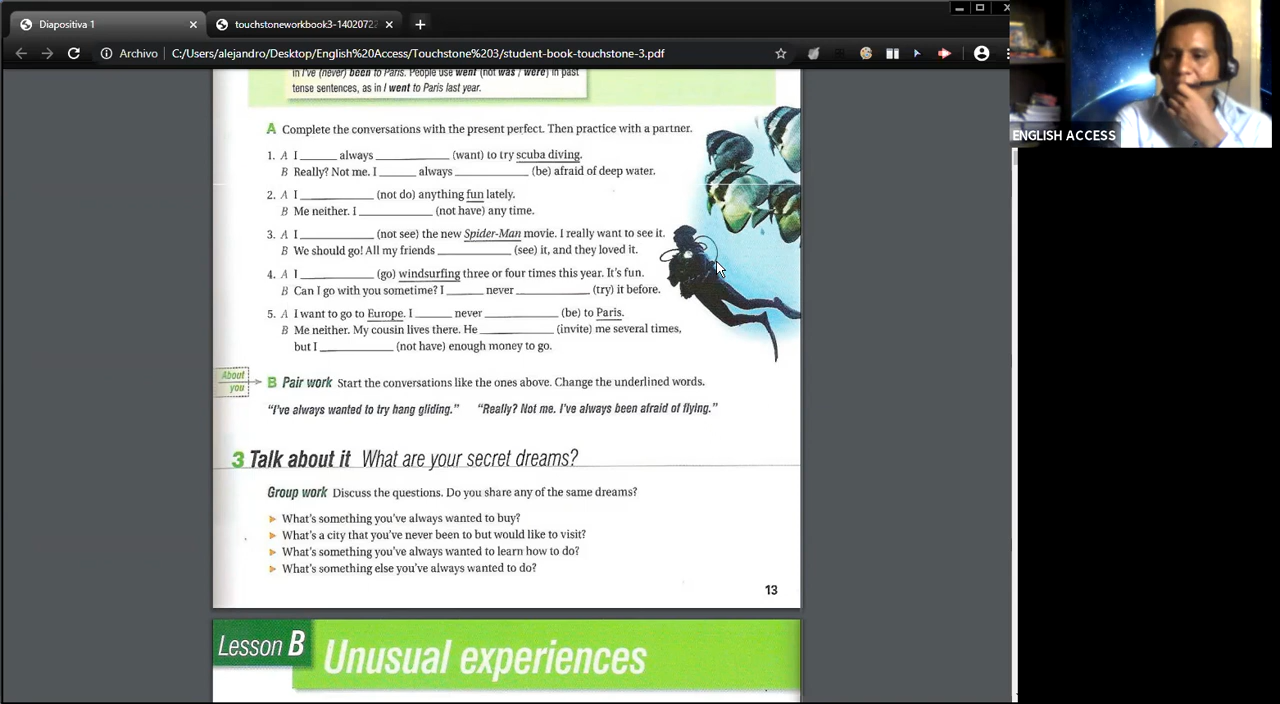 Diapositiva 1
touchstoneworkbook3-14020722
Archivo
C:/Users/alejandro/Desktop/English%20Access/Touchstone%203/student-book-touchstone-3.pdf
ENGLISH ACCESS
in I've (never) been to Paris. People use went (not was / were) in past
tense sentences, as in I went to Paris last year.
A Complete the conversations with the present perfect. Then practice with a partner.
1. A I ______ always ____________ (want) to try scuba diving.
B Really? Not me. I ______ always ____________ (be) afraid of deep water.
2. A I ____________ (not do) anything fun lately.
B Me neither. I ____________ (not have) any time.
3. A I ____________ (not see) the new Spider-Man movie. I really want to see it.
B We should go! All my friends ____________ (see) it, and they loved it.
4. A I ____________ (go) windsurfing three or four times this year. It's fun.
B Can I go with you sometime? I ______ never ____________ (try) it before.
5. A I want to go to Europe. I ______ never ____________ (be) to Paris.
B Me neither. My cousin lives there. He ____________ (invite) me several times,
but I ____________ (not have) enough money to go.
About
you
B Pair work Start the conversations like the ones above. Change the underlined words.
"I've always wanted to try hang gliding." "Really? Not me. I've always been afraid of flying."
3 Talk about it What are your secret dreams?
Group work Discuss the questions. Do you share any of the same dreams?
What's something you've always wanted to buy?
What's a city that you've never been to but would like to visit?
What's something you've always wanted to learn how to do?
What's something else you've always wanted to do?
13
Lesson B
Unusual experiences